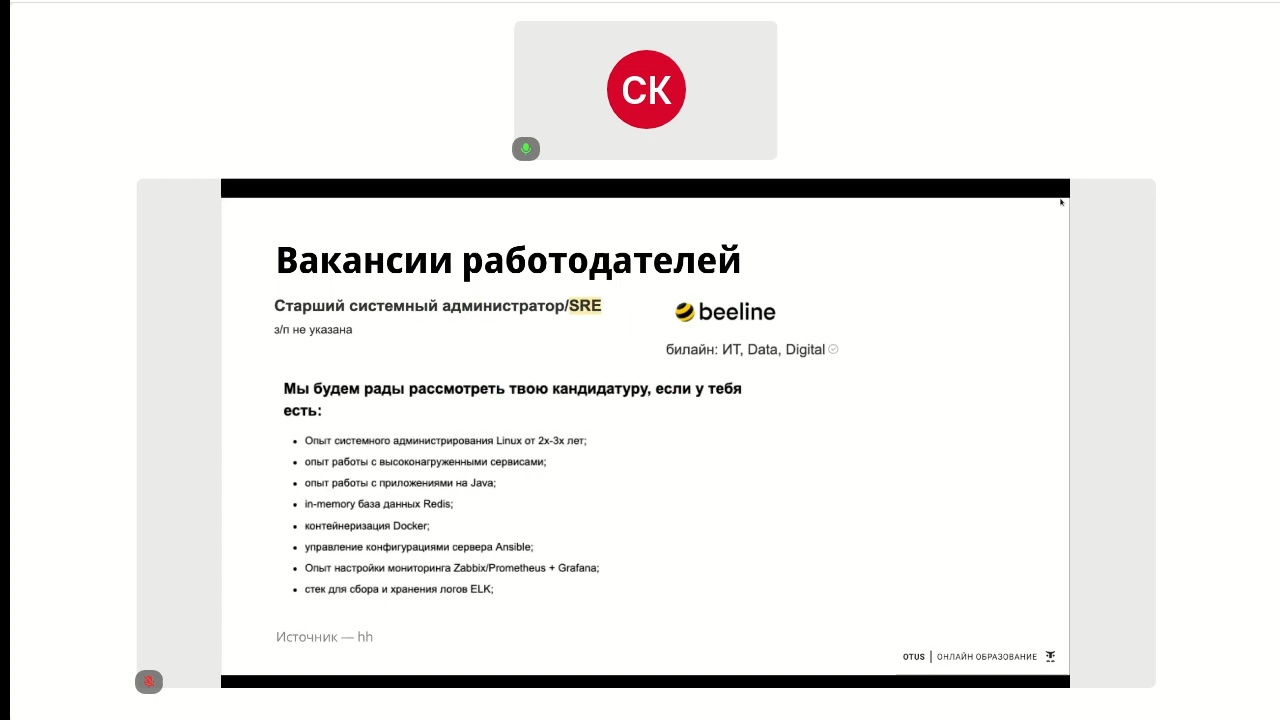 СК
Вакансии работодателей
Старший системный администратор/SRE
з/п не указана
beeline
билайн: ИТ, Data, Digital
Мы будем рады рассмотреть твою кандидатуру, если у тебя
есть:
• Опыт системного администрирования Linux от 2х-3х лет;
• опыт работы с высоконагруженными сервисами;
• опыт работы с приложениями на Java;
• in-memory база данных Redis;
• контейнеризация Docker;
• управление конфигурациями сервера Ansible;
• Опыт настройки мониторинга Zabbix/Prometheus + Grafana;
• стек для сбора и хранения логов ELK;
Источник — hh
OTUS | ОНЛАЙН ОБРАЗОВАНИЕ